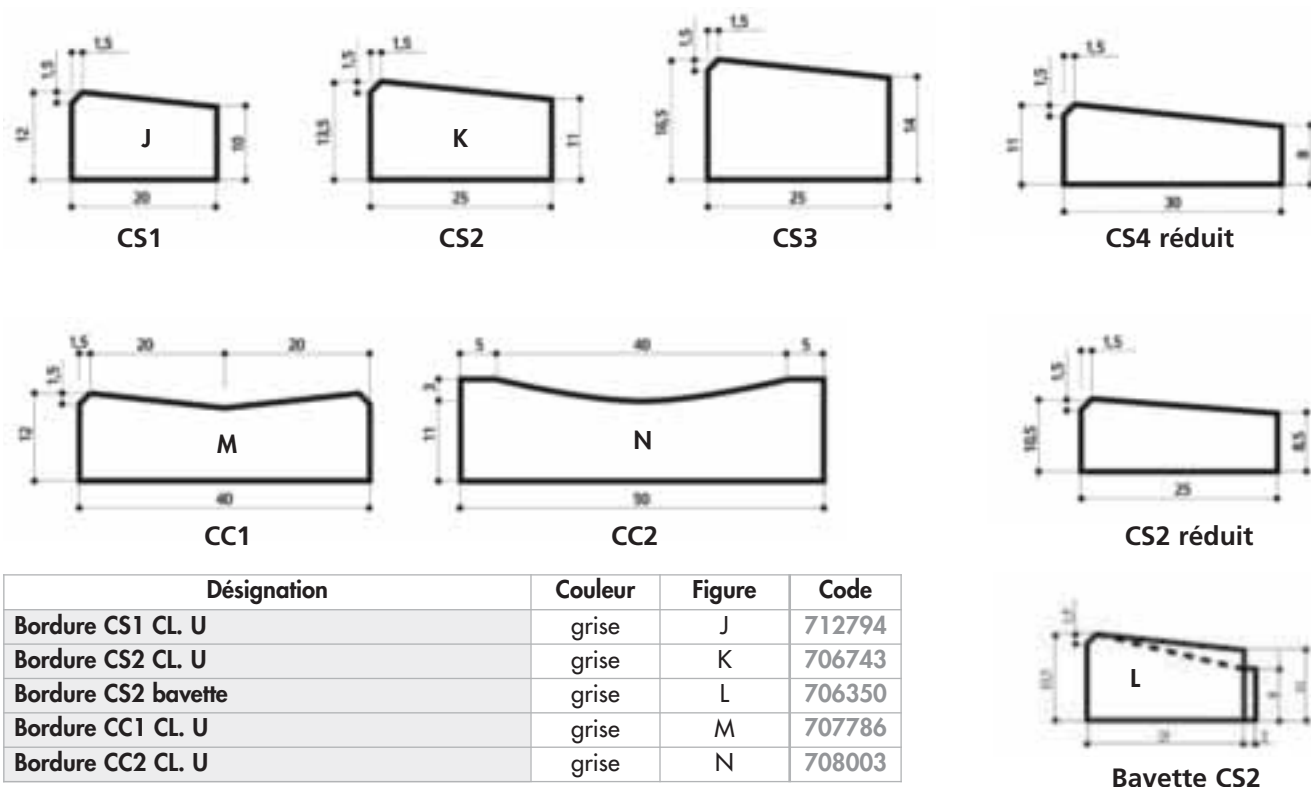 1,5
1,5
12
J
10
20
CS1
1,5
1,5
13,5
K
11
25
CS2
1,5
1,5
16,5
14
25
CS3
1,5
1,5
11
8
30
CS4 réduit
1,5
20
20
1,5
12
M
40
CC1
5
40
5
3
11
N
50
CC2
1,5
1,5
10,5
8,5
25
CS2 réduit
Désignation Couleur Figure Code
Bordure CS1 CL. U grise J 712794
Bordure CS2 CL. U grise K 706743
Bordure CS2 bavette grise L 706350
Bordure CC1 CL. U grise M 707786
Bordure CC2 CL. U grise N 708003
L
Bavette CS2